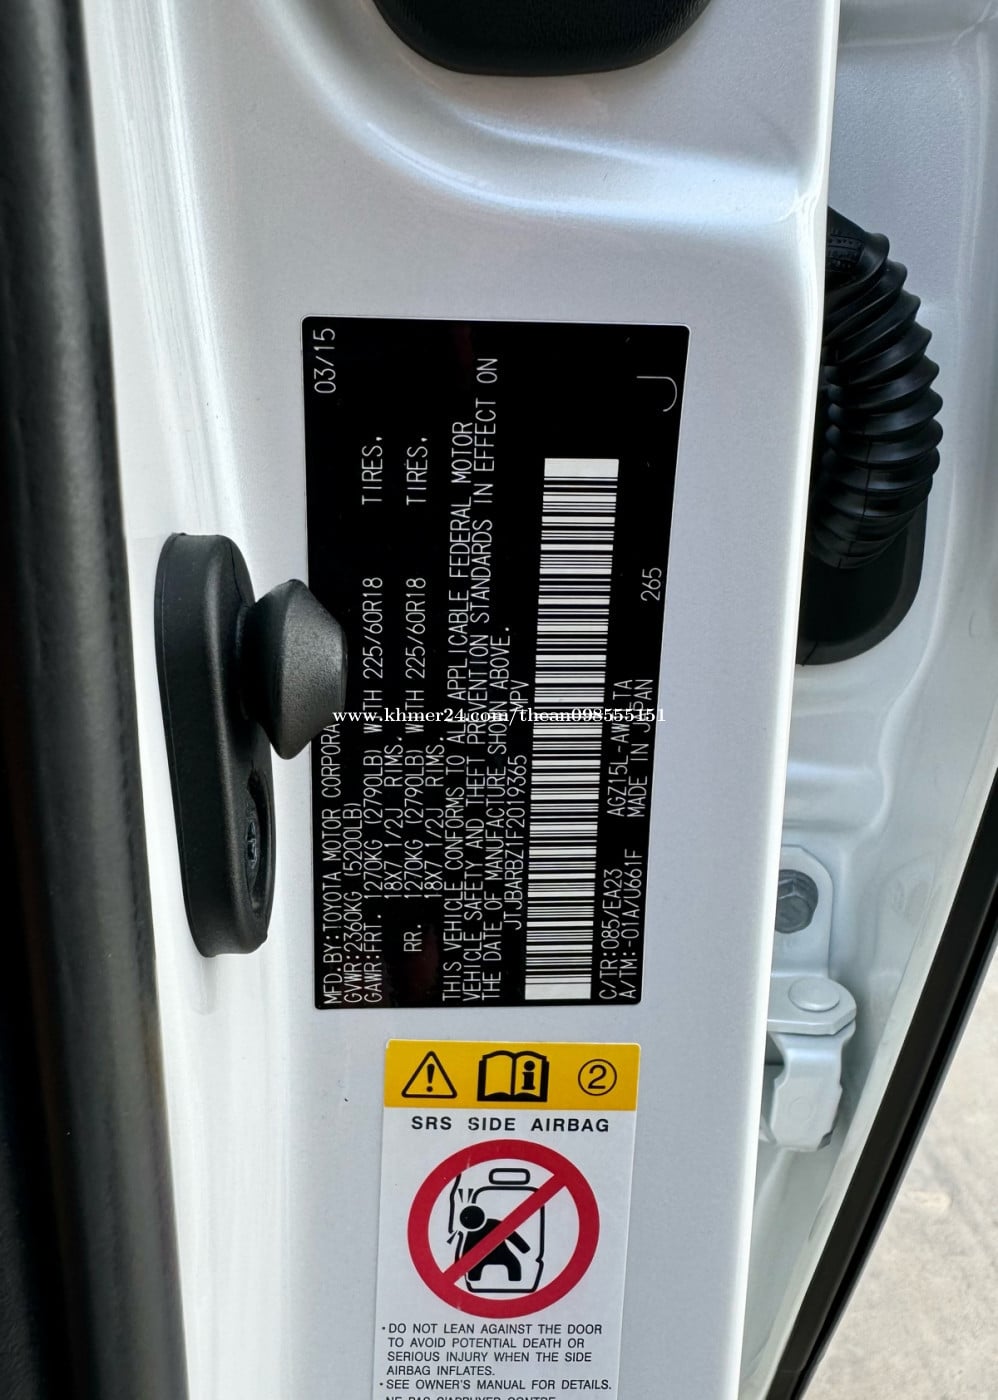 MFD.BY:TOYOTA MOTOR CORPORA 03/15
GVWR:2360KG (5200LB)
GAWR:FRT. 1270KG (2790LB) WITH 225/60R18 TIRES,
18X7 1/2J RIMS,
RR. 1270KG (2790LB) WITH 225/60R18 TIRES,
18X7 1/2J RIMS,
THIS VEHICLE CONFORMS TO ALL APPLICABLE FEDERAL MOTOR
VEHICLE SAFETY AND THEFT PREVENTION STANDARDS IN EFFECT ON
THE DATE OF MANUFACTURE SHOWN ABOVE.
JTJBARBZ1F2019365 MPV
C/TR:085/EA23 AGZ15L-AWLTA 265
A/TM:-01A/U661F MADE IN JAPAN
J
www.khmer24.com/thean098555151
2
SRS SIDE AIRBAG
•DO NOT LEAN AGAINST THE DOOR
TO AVOID POTENTIAL DEATH OR
SERIOUS INJURY WHEN THE SIDE
AIRBAG INFLATES.
•SEE OWNER'S MANUAL FOR DETAILS.